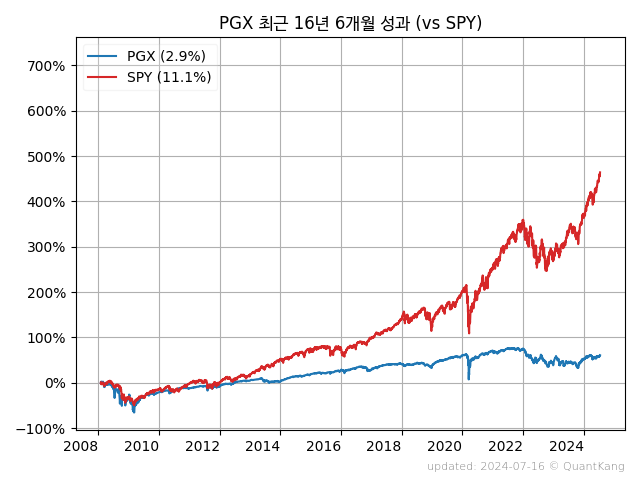 PGX 최근 16년 6개월 성과 (vs SPY)
PGX (2.9%)
SPY (11.1%)
700%
600%
500%
400%
300%
200%
100%
0%
−100%
2008 2010 2012 2014 2016 2018 2020 2022 2024
updated: 2024-07-16 © QuantKang